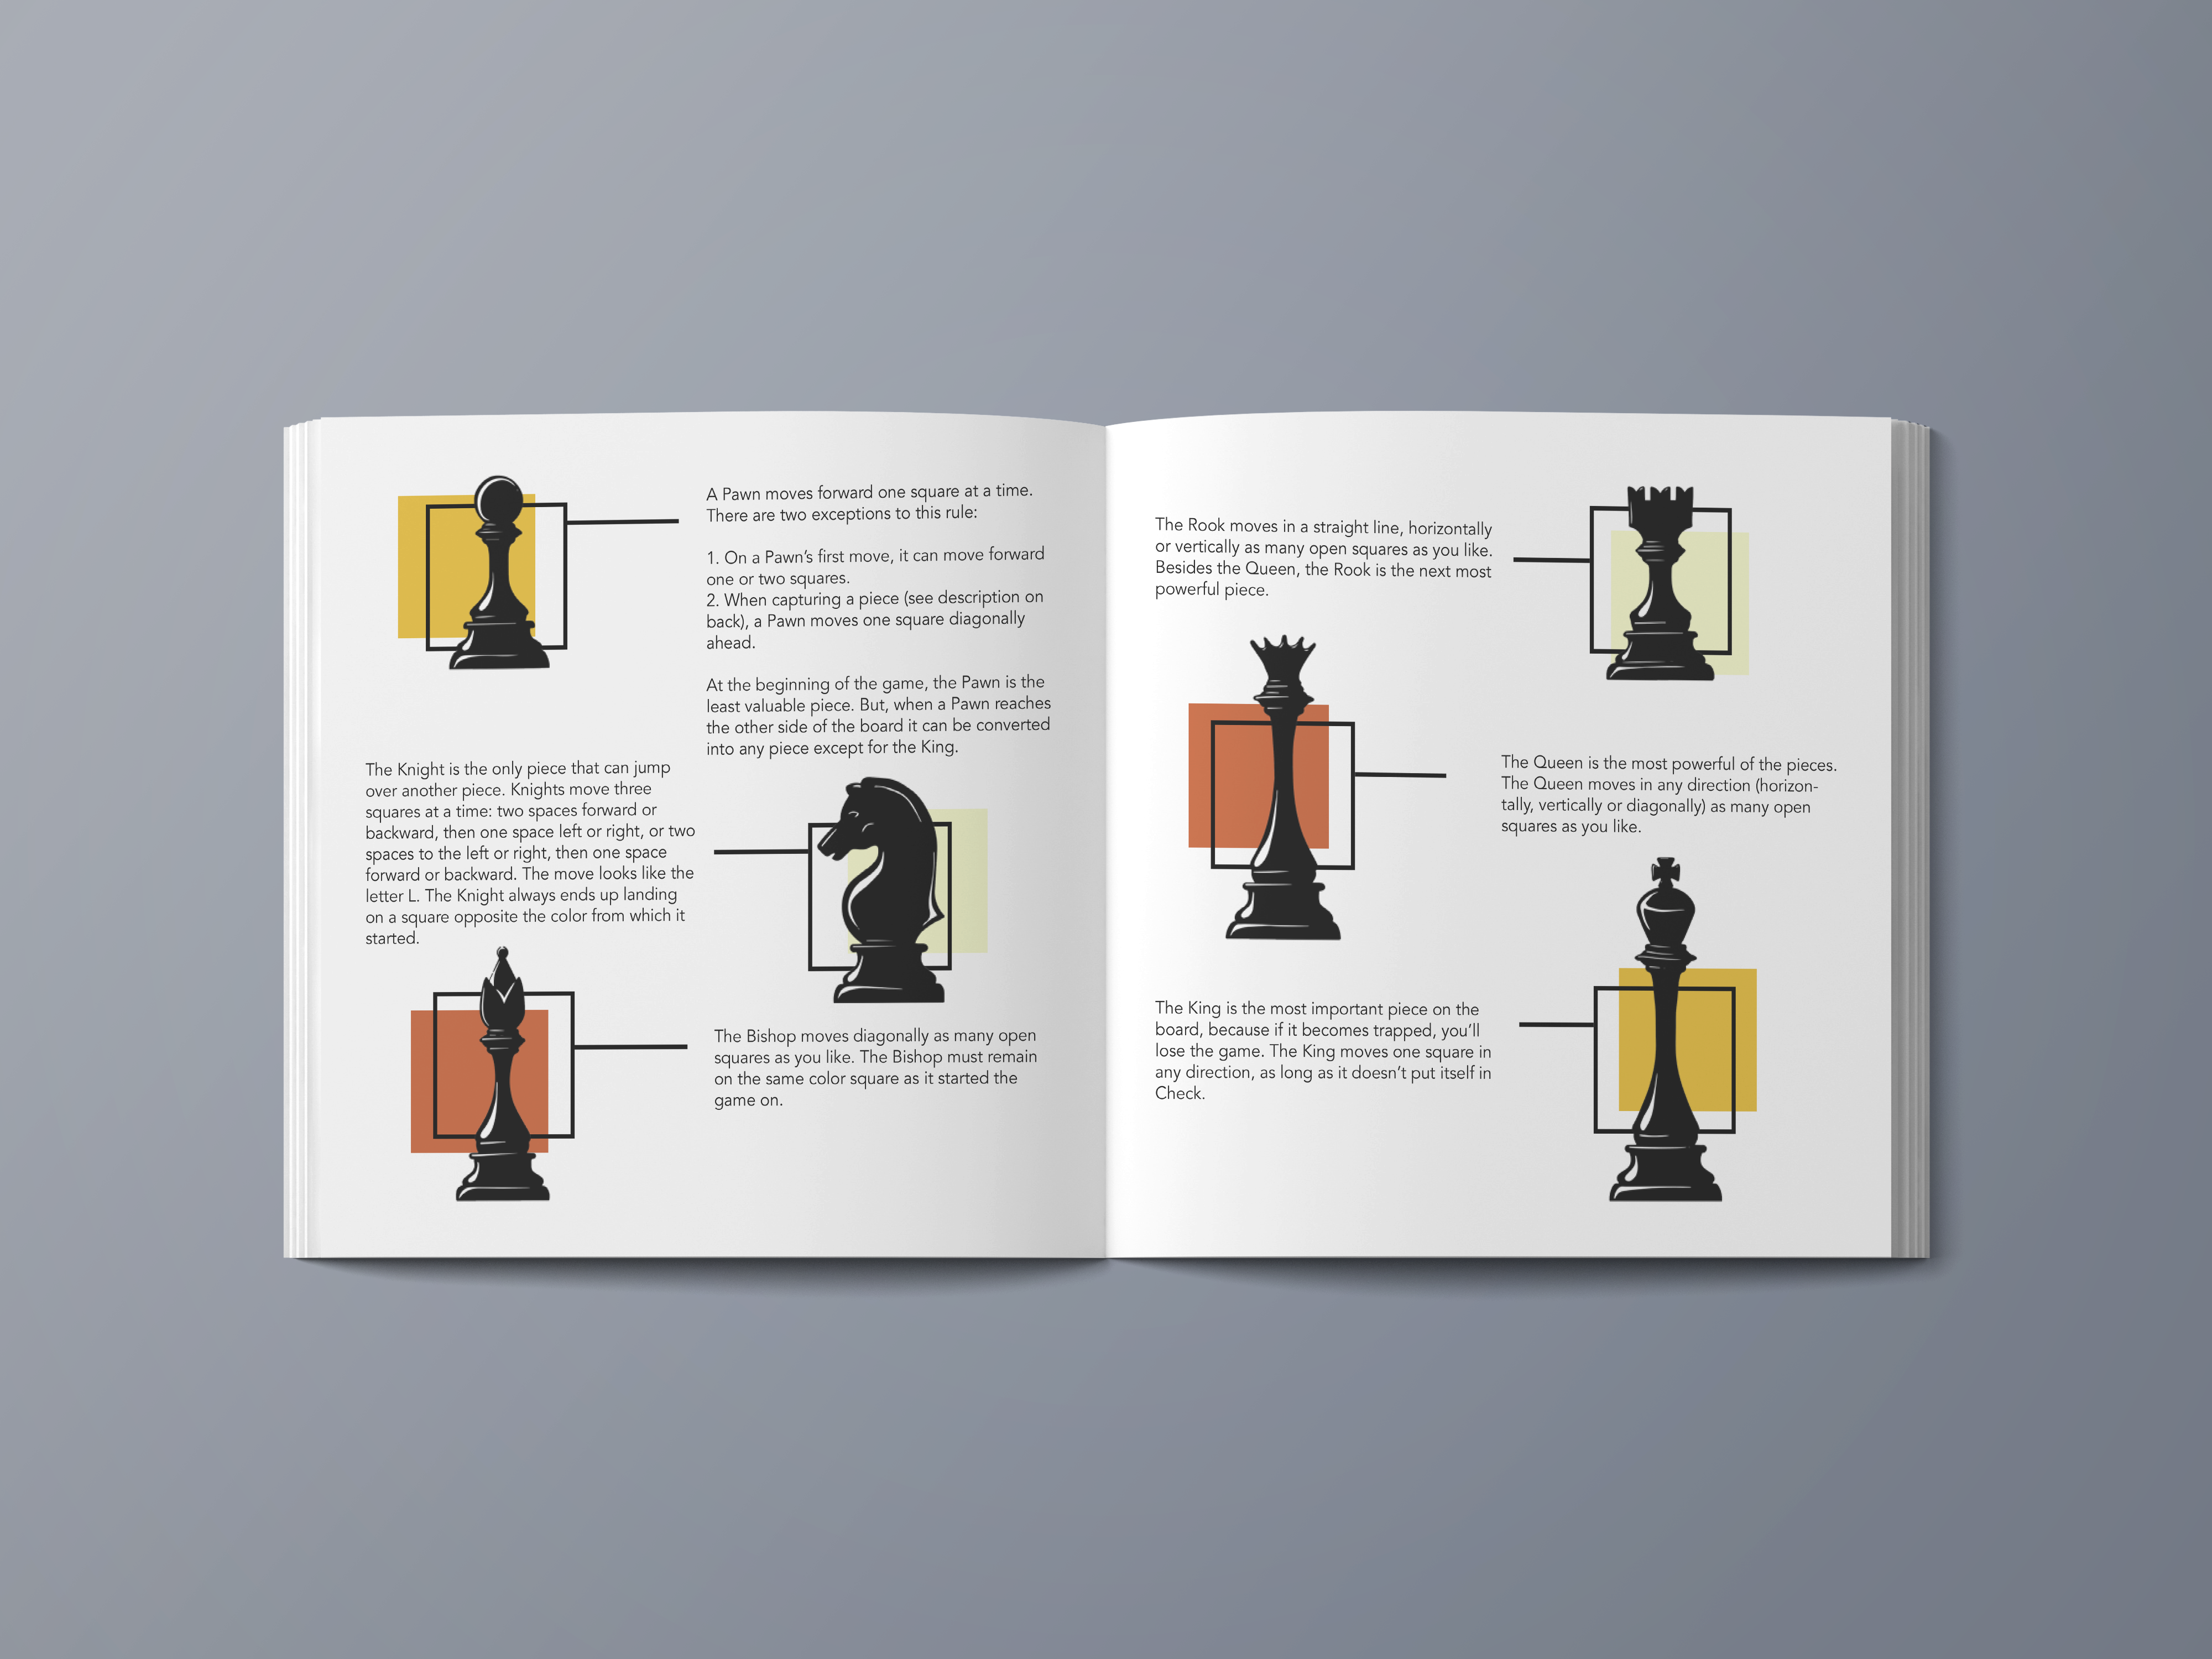 A Pawn moves forward one square at a time.
There are two exceptions to this rule:
1. On a Pawn's first move, it can move forward
one or two squares.
2. When capturing a piece (see description on
back), a Pawn moves one square diagonally
ahead.
At the beginning of the game, the Pawn is the
least valuable piece. But, when a Pawn reaches
the other side of the board it can be converted
into any piece except for the King.
The Knight is the only piece that can jump
over another piece. Knights move three
squares at a time: two spaces forward or
backward, then one space left or right, or two
spaces to the left or right, then one space
forward or backward. The move looks like the
letter L. The Knight always ends up landing
on a square opposite the color from which it
started.
The Bishop moves diagonally as many open
squares as you like. The Bishop must remain
on the same color square as it started the
game on.
The Rook moves in a straight line, horizontally
or vertically as many open squares as you like.
Besides the Queen, the Rook is the next most
powerful piece.
The Queen is the most powerful of the pieces.
The Queen moves in any direction (horizon-
tally, vertically or diagonally) as many open
squares as you like.
The King is the most important piece on the
board, because if it becomes trapped, you'll
lose the game. The King moves one square in
any direction, as long as it doesn't put itself in
Check.